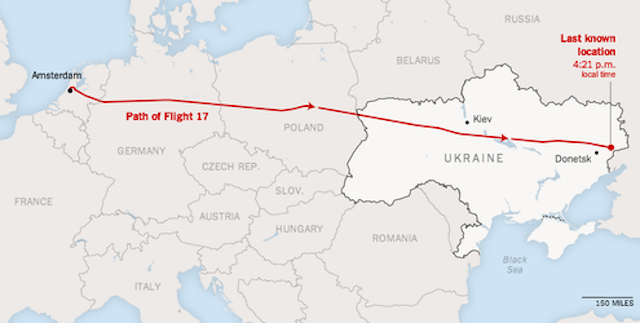 RUSSIA
Last known
location
4:21 p.m.
local time
BELARUS
Amsterdam
Path of Flight 17
POLAND
Kiev
GERMANY
UKRAINE
Donetsk
CZECH REP.
SLOV.
FRANCE
AUSTRIA
HUNGARY
ROMANIA
Black
Sea
ITALY
150 MILES